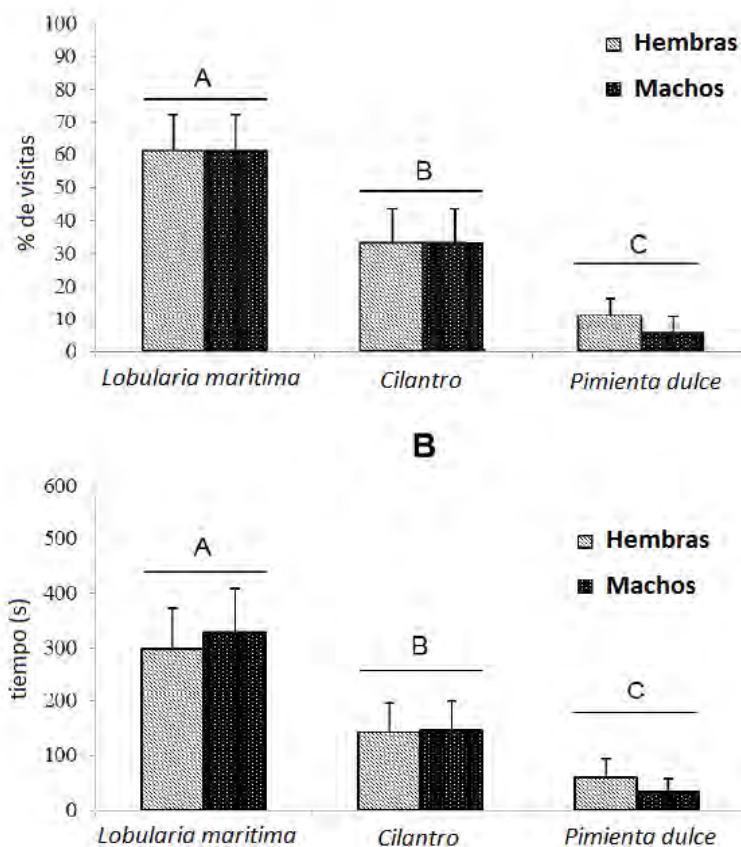 100
90
80
70
60
50
40
30
20
10
0
% de visitas
Hembras
Machos
A
B
C
Lobularia maritima
Cilantro
Pimienta dulce
B
600
500
400
300
200
100
0
tiempo (s)
Hembras
Machos
A
B
C
Lobularia maritima
Cilantro
Pimienta dulce